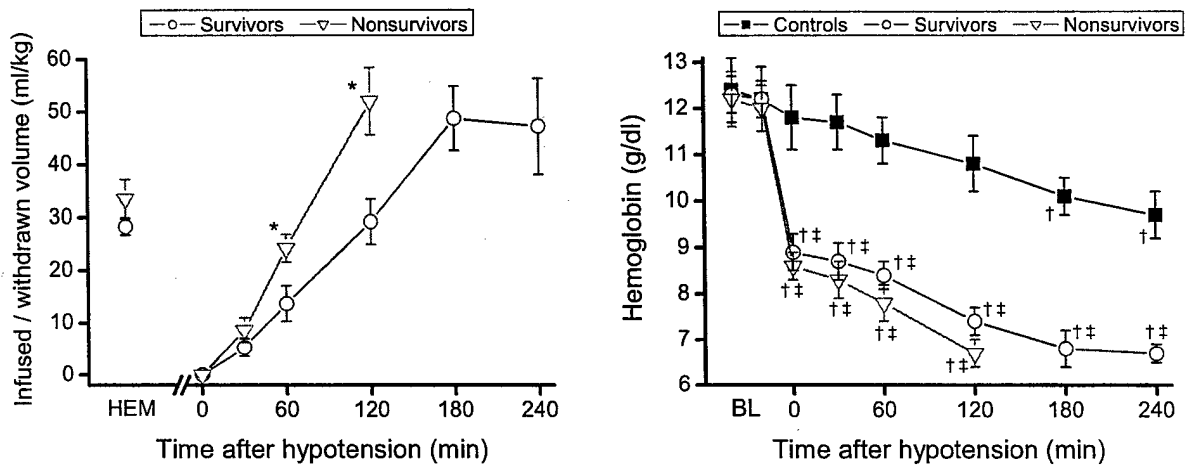 Survivors Nonsurvivors
Infused / withdrawn volume (ml/kg)
60
50
40
30
20
10
0
* *
HEM 0 60 120 180 240
Time after hypotension (min)
Controls Survivors Nonsurvivors
Hemoglobin (g/dl)
13
12
11
10
9
8
7
6
† †
†‡ †‡ †‡ †‡ †‡ †‡
†‡ †‡ †‡ †‡
BL 0 60 120 180 240
Time after hypotension (min)